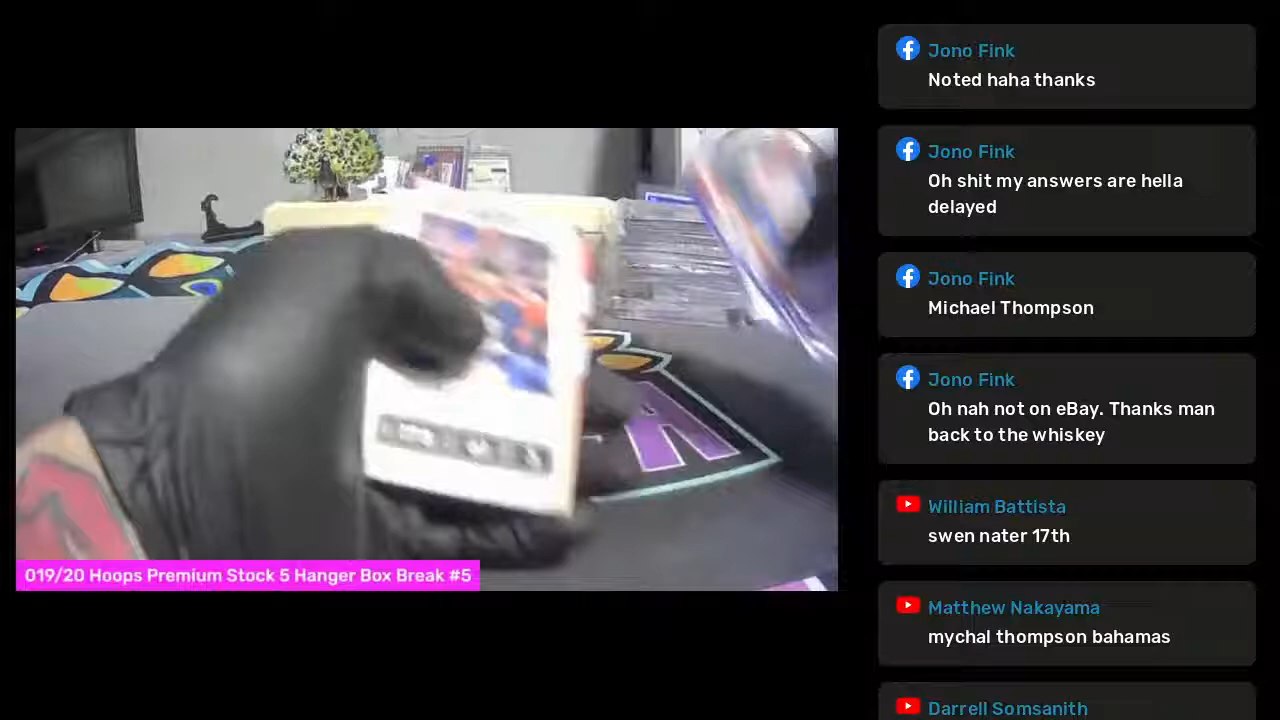 Jono Fink
Noted haha thanks
Jono Fink
Oh shit my answers are hella
delayed
Jono Fink
Michael Thompson
Jono Fink
Oh nah not on eBay. Thanks man
back to the whiskey
William Battista
swen nater 17th
Matthew Nakayama
mychal thompson bahamas
Darrell Somsanith
019/20 Hoops Premium Stock 5 Hanger Box Break #5